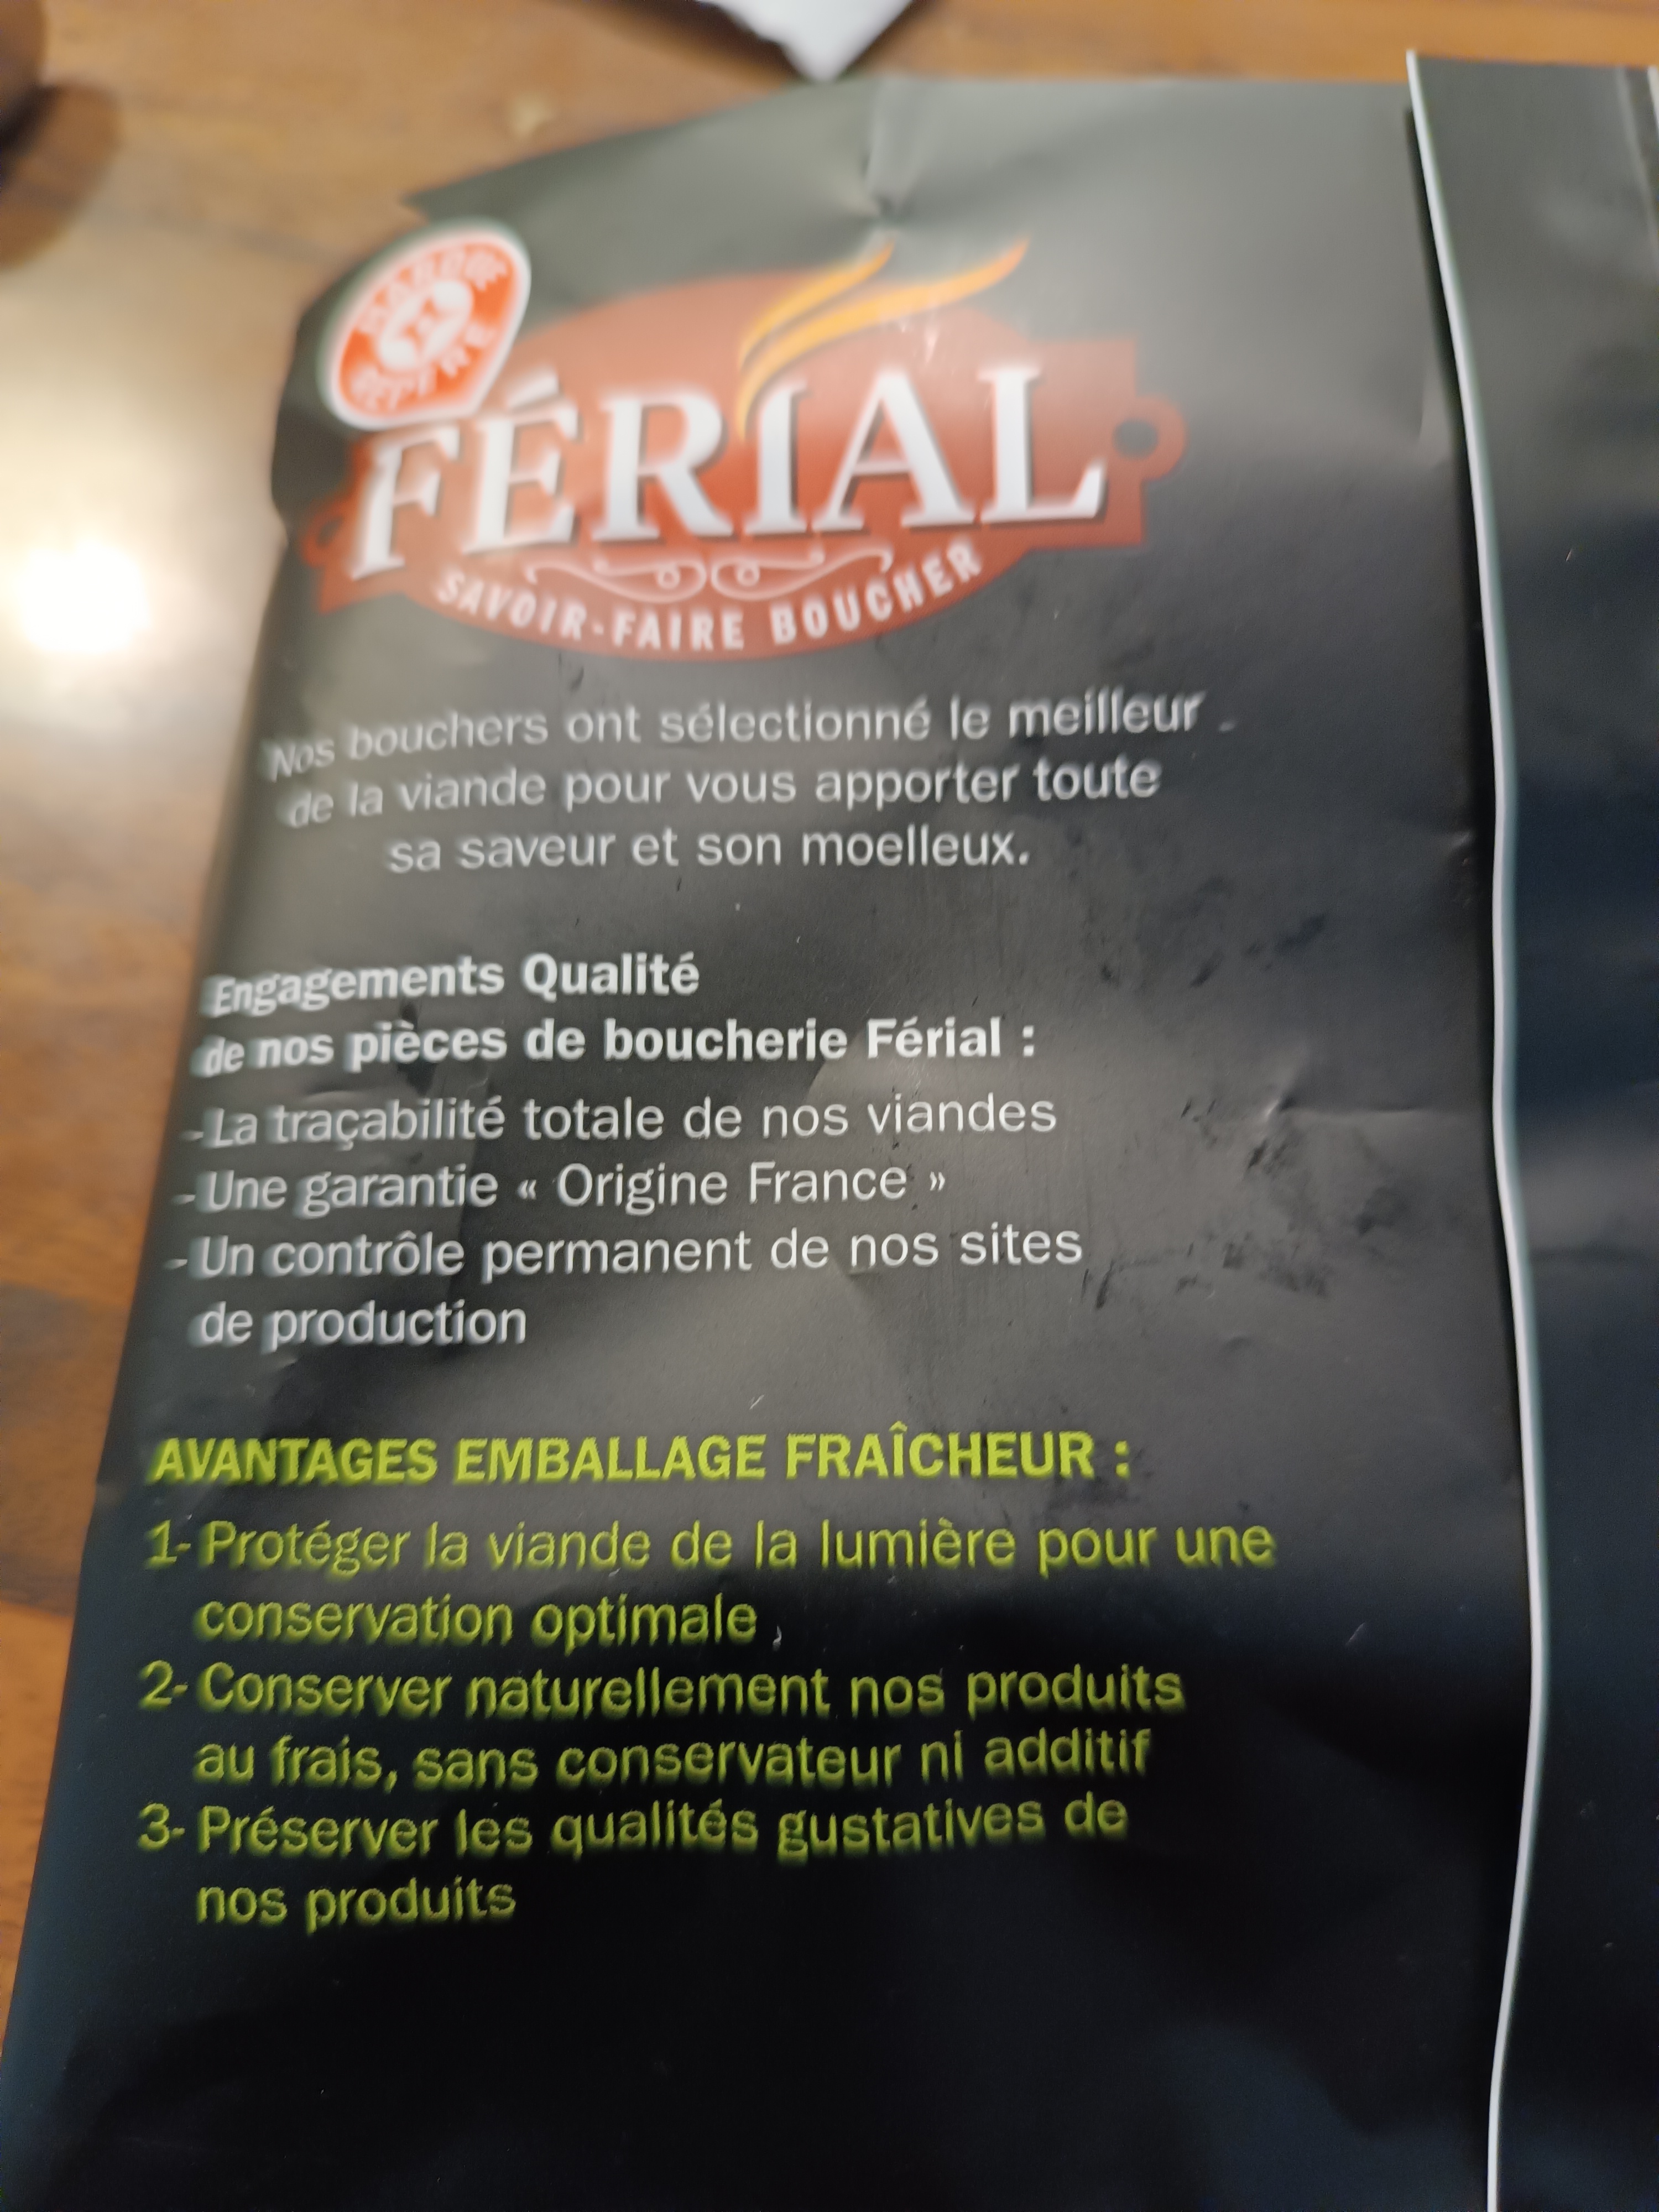 MARQUE
REPÈRE
FÉRIAL
SAVOIR-FAIRE BOUCHER
Nos bouchers ont sélectionné le meilleur
de la viande pour vous apporter toute
sa saveur et son moelleux.
Engagements Qualité
de nos pièces de boucherie Férial :
- La traçabilité totale de nos viandes
- Une garantie « Origine France »
- Un contrôle permanent de nos sites
de production
AVANTAGES EMBALLAGE FRAÎCHEUR :
1- Protéger la viande de la lumière pour une
conservation optimale
2- Conserver naturellement nos produits
au frais, sans conservateur ni additif
3- Préserver les qualités gustatives de
nos produits